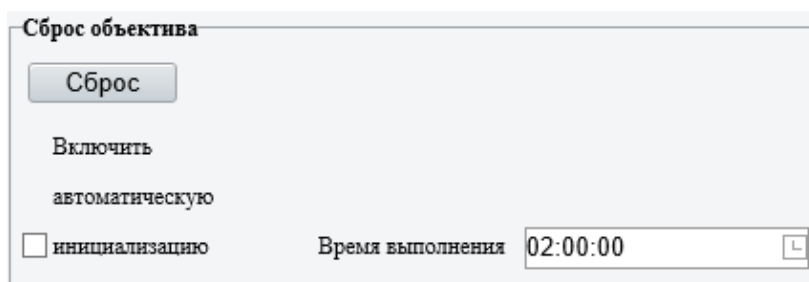 Сброс объектива
Сброс
Включить
автоматическую
инициализацию Время выполнения 02:00:00